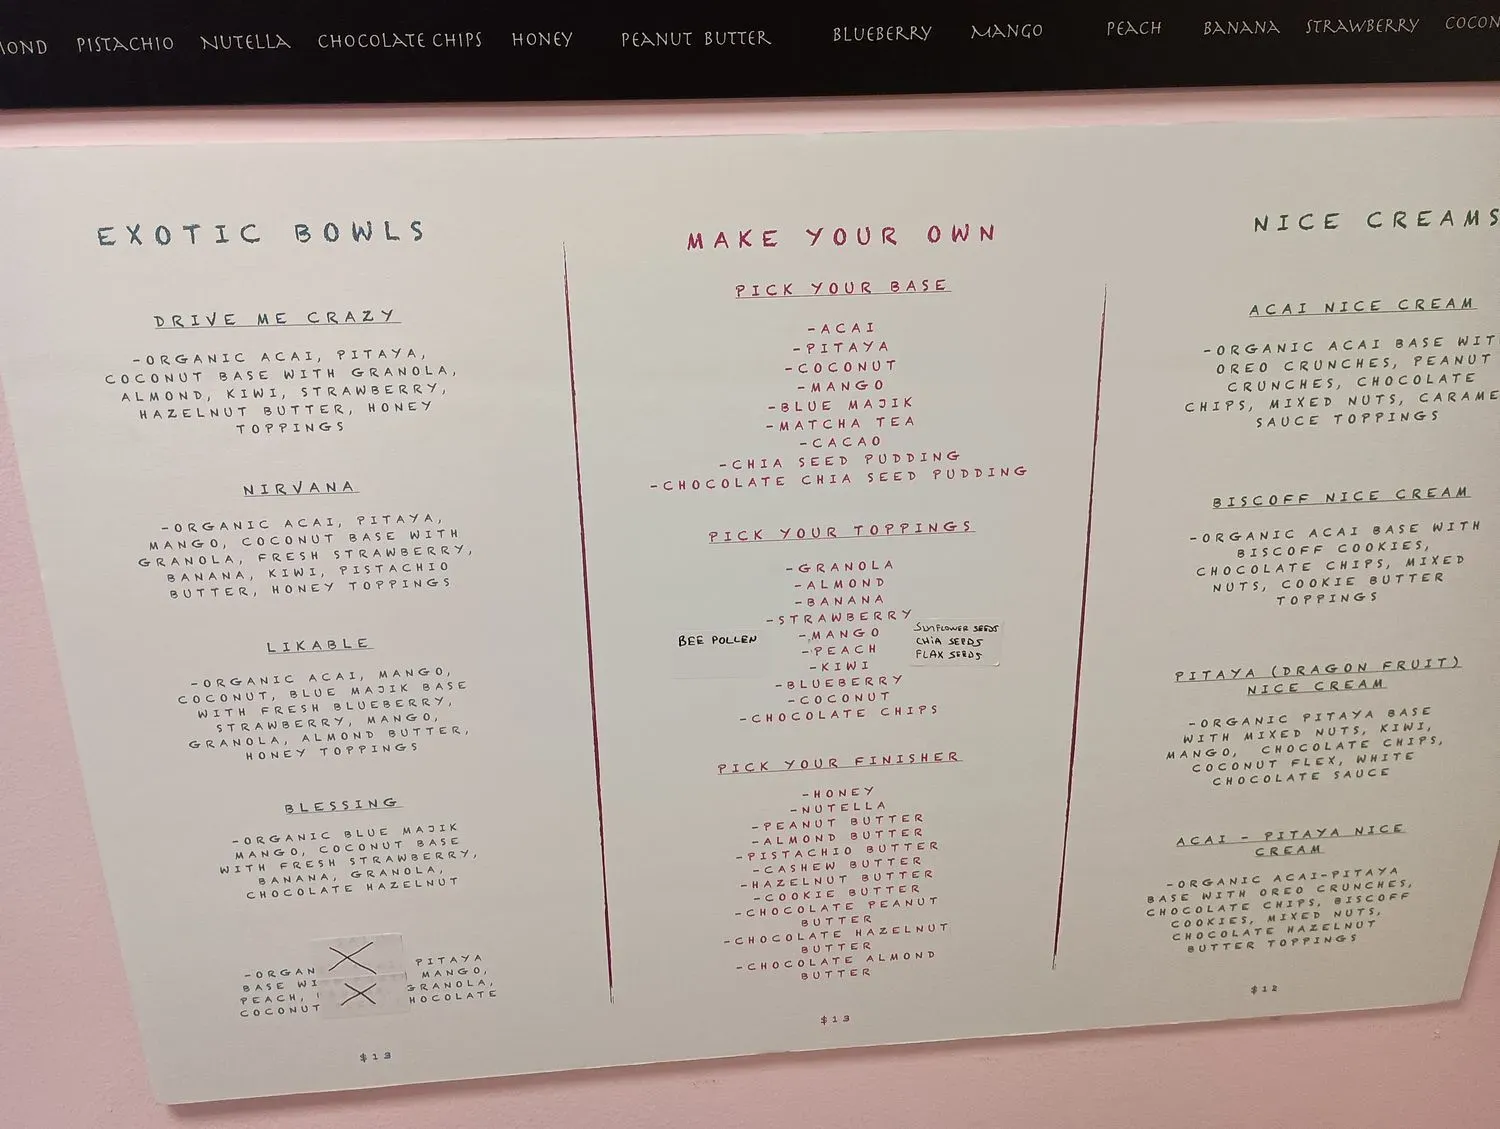 PISTACHIO NUTELLA CHOCOLATE CHIPS HONEY PEANUT BUTTER BLUEBERRY MANGO PEACH BANANA STRAWBERRY
EXOTIC BOWLS
DRIVE ME CRAZY
-ORGANIC ACAI, PITAYA,
COCONUT BASE WITH GRANOLA,
ALMOND, KIWI, STRAWBERRY,
HAZELNUT BUTTER, HONEY
TOPPINGS
NIRVANA
-ORGANIC ACAI, PITAYA,
MANGO, COCONUT BASE WITH
GRANOLA, FRESH STRAWBERRY,
BANANA, KIWI, PISTACHIO
BUTTER, HONEY TOPPINGS
LIKABLE
-ORGANIC ACAI, MANGO,
COCONUT, BLUE MAJIK BASE
WITH FRESH BLUEBERRY,
STRAWBERRY, MANGO,
GRANOLA, ALMOND BUTTER,
HONEY TOPPINGS
BLESSING
-ORGANIC BLUE MAJIK
MANGO, COCONUT BASE
WITH FRESH STRAWBERRY,
BANANA, GRANOLA,
CHOCOLATE HAZELNUT
-ORGAN PITAYA
BASE WI MANGO,
PEACH, GRANOLA,
COCONUT HOCOLATE
$13
MAKE YOUR OWN
PICK YOUR BASE
-ACAI
-PITAYA
-COCONUT
-MANGO
-BLUE MAJIK
-MATCHA TEA
-CACAO
-CHIA SEED PUDDING
-CHOCOLATE CHIA SEED PUDDING
PICK YOUR TOPPINGS
-GRANOLA
-ALMOND
-BANANA
-STRAWBERRY
-MANGO
-PEACH
-KIWI
-BLUEBERRY
-COCONUT
-CHOCOLATE CHIPS
BEE POLLEN
SUNFLOWER SEEDS
CHIA SEEDS
FLAX SEEDS
PICK YOUR FINISHER
-HONEY
-NUTELLA
-PEANUT BUTTER
-ALMOND BUTTER
-PISTACHIO BUTTER
-CASHEW BUTTER
-HAZELNUT BUTTER
-COOKIE BUTTER
-CHOCOLATE PEANUT
BUTTER
-CHOCOLATE HAZELNUT
BUTTER
-CHOCOLATE ALMOND
BUTTER
$13
NICE CREAMS
ACAI NICE CREAM
-ORGANIC ACAI BASE WIT
OREO CRUNCHES, PEANUT
CRUNCHES, CHOCOLATE
CHIPS, MIXED NUTS, CARAME
SAUCE TOPPINGS
BISCOFF NICE CREAM
-ORGANIC ACAI BASE WITH
BISCOFF COOKIES,
CHOCOLATE CHIPS, MIXED
NUTS, COOKIE BUTTER
TOPPINGS
PITAYA (DRAGON FRUIT)
NICE CREAM
-ORGANIC PITAYA BASE
WITH MIXED NUTS, KIWI,
MANGO, CHOCOLATE CHIPS,
COCONUT FLEX, WHITE
CHOCOLATE SAUCE
ACAI - PITAYA NICE
CREAM
-ORGANIC ACAI-PITAYA
BASE WITH OREO CRUNCHES,
CHOCOLATE CHIPS, BISCOFF
COOKIES, MIXED NUTS,
CHOCOLATE HAZELNUT
BUTTER TOPPINGS
$12